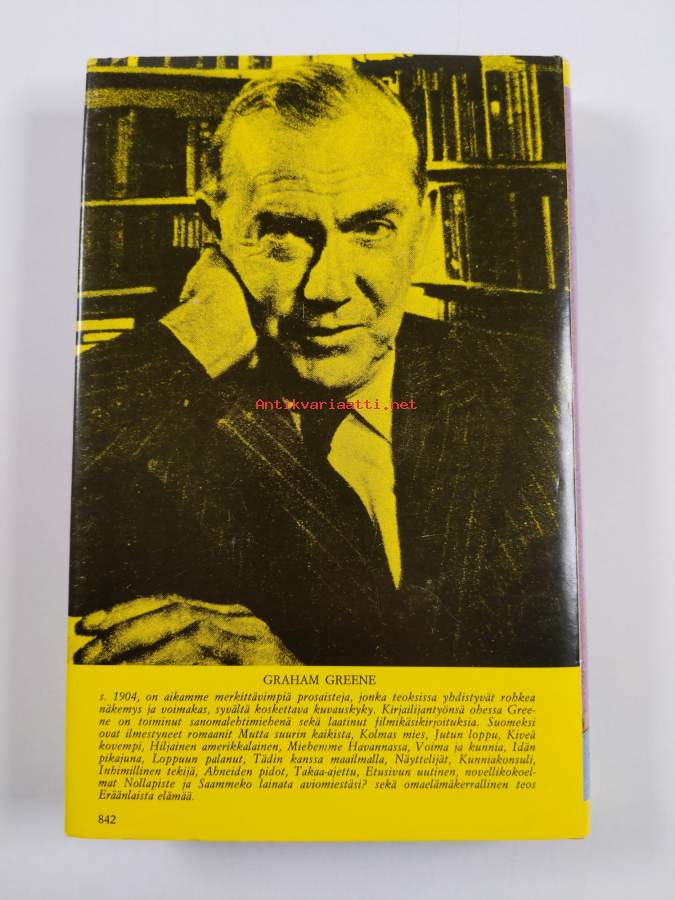 Antikvariaatti.net
GRAHAM GREENE
s. 1904, on aikamme merkittävimpiä prosaisteja, jonka teoksissa yhdistyvät rohkea
näkemys ja voimakas, syvältä koskettava kuvauskyky. Kirjailijantyönsä ohessa Gree-
ne on toiminut sanomalehtimiehenä sekä laatinut filmikäsikirjoituksia. Suomeksi
ovat ilmestyneet romaanit Mutta suurin kaikista, Kolmas mies, Jutun loppu, Kiveä
kovempi, Hiljainen amerikkalainen, Miehemme Havannassa, Voima ja kunnia, Idän
pikajuna, Loppuun palanut, Tädin kanssa maailmalla, Näyttelijät, Kunniakonsuli,
Inhimillinen tekijä, Ahneiden pidot, Takaa-ajettu, Etusivun uutinen, novellikokoel-
mat Nollapiste ja Saammeko lainata aviomiestäsi? sekä omaelämäkerrallinen teos
Eräänlaista elämää.
842